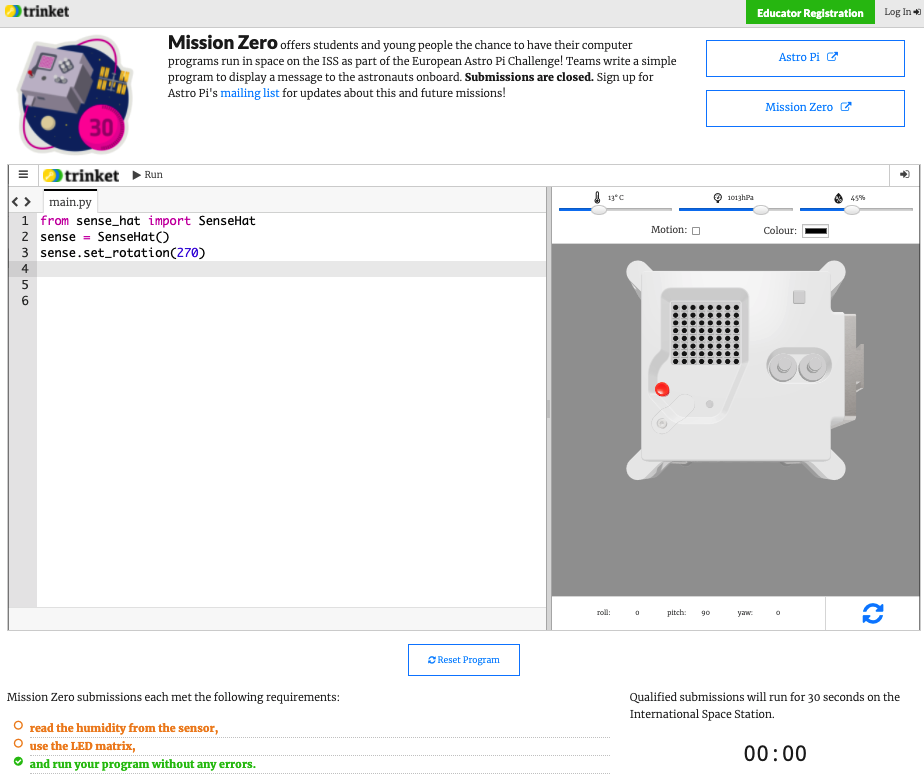 trinket
Educator Registration
Log In
Mission Zero offers students and young people the chance to have their computer
programs run in space on the ISS as part of the European Astro Pi Challenge! Teams write a simple
program to display a message to the astronauts onboard. Submissions are closed. Sign up for
Astro Pi's mailing list for updates about this and future missions!
30
Astro Pi
Mission Zero
trinket
Run
main.py
1 from sense_hat import SenseHat
2 sense = SenseHat()
3 sense.set_rotation(270)
4
5
6
13°C
1013hPa
45%
Motion:
Colour:
roll: 0 pitch: 90 yaw: 0
Reset Program
Mission Zero submissions each met the following requirements:
read the humidity from the sensor,
use the LED matrix,
and run your program without any errors.
Qualified submissions will run for 30 seconds on the
International Space Station.
00:00